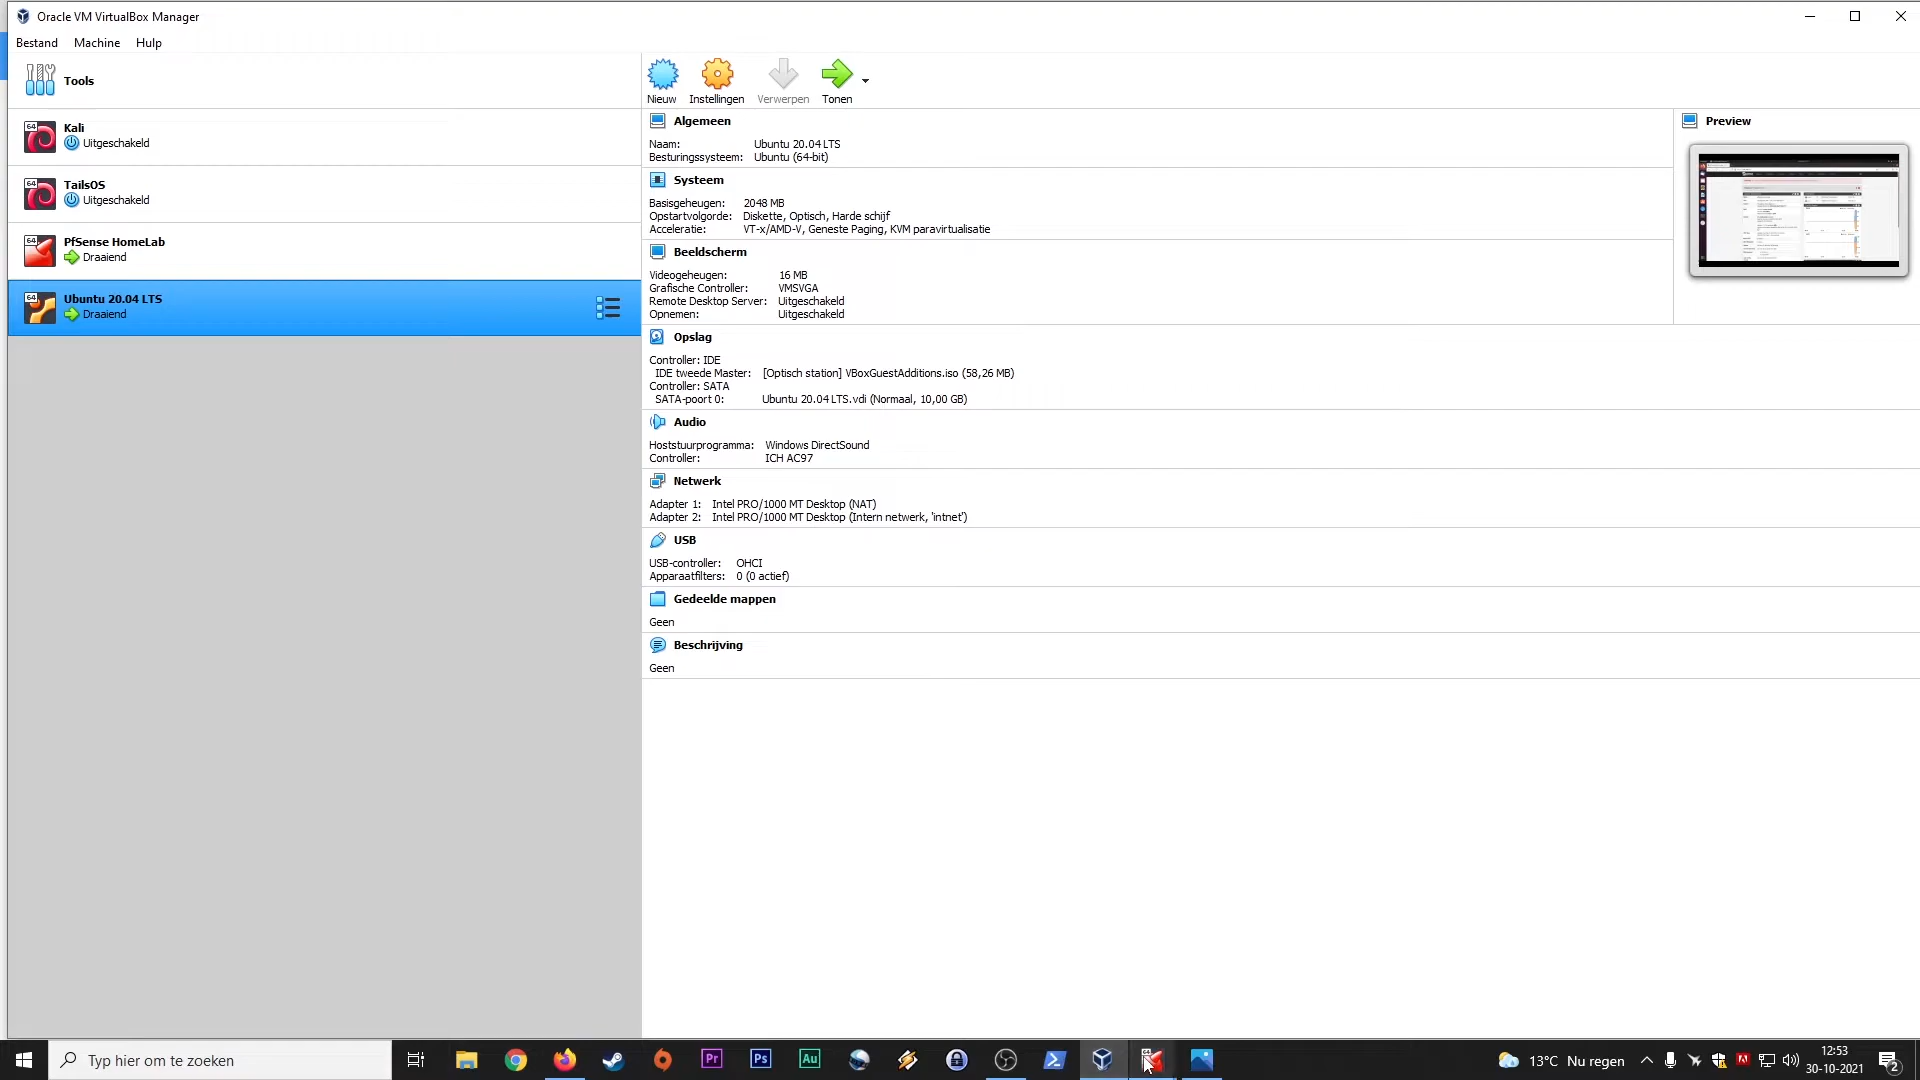 Oracle VM VirtualBox Manager
Bestand Machine Help
Tools
64 Kali
Uitgeschakeld
64 TailsOS
Uitgeschakeld
64 PfSense HomeLab
Draaiend
64 Ubuntu 20.04 LTS
Draaiend
Nieuw Instellingen Verwerpen Tonen
Algemeen
Naam: Ubuntu 20.04 LTS
Besturingssysteem: Ubuntu (64-bit)
Systeem
Basisgeheugen: 2048 MB
Opstartvolgorde: Diskette, Optisch, Harde schijf
Acceleratie: VT-x/AMD-V, Geneste Paging, KVM paravirtualisatie
Beeldscherm
Videogeheugen: 16 MB
Grafische Controller: VMSVGA
Remote Desktop Server: Uitgeschakeld
Opnemen: Uitgeschakeld
Opslag
Controller: IDE
IDE tweede Master: [Optisch station] VBoxGuestAdditions.iso (58,26 MB)
Controller: SATA
SATA-poort 0: Ubuntu 20.04 LTS.vdi (Normaal, 10,00 GB)
Audio
Hoststuurprogramma: Windows DirectSound
Controller: ICH AC97
Netwerk
Adapter 1: Intel PRO/1000 MT Desktop (NAT)
Adapter 2: Intel PRO/1000 MT Desktop (Intern netwerk, 'intnet')
USB
USB-controller: OHCI
Apparaatfilters: 0 (0 actief)
Gedeelde mappen
Geen
Beschrijving
Geen
Preview
Typ hier om te zoeken
Pr Ps Au
13°C Nu regen
12:53
30-10-2021
2